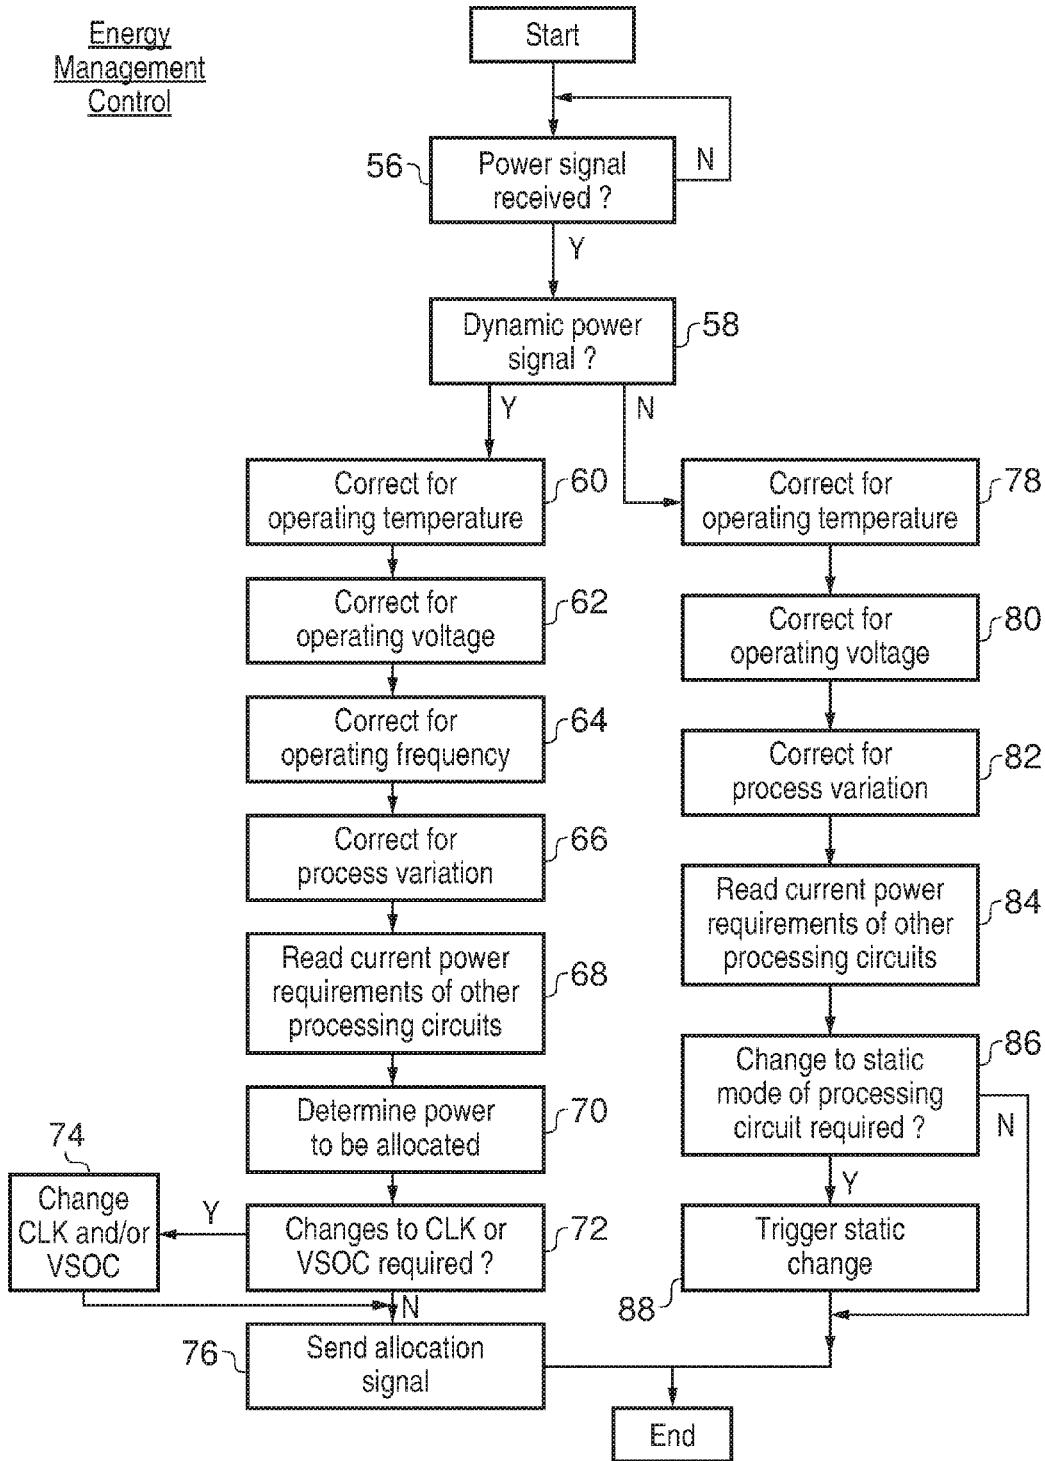 Energy
Management
Control
Start
56
Power signal
received ?
N
Y
Dynamic power
signal ?
58
Y
N
Correct for
operating temperature
60
Correct for
operating temperature
78
Correct for
operating voltage
62
Correct for
operating voltage
80
Correct for
operating frequency
64
Correct for
process variation
82
Correct for
process variation
66
Read current power
requirements of other
processing circuits
84
Read current power
requirements of other
processing circuits
68
Change to static
mode of processing
circuit required ?
86
N
Y
Determine power
to be allocated
70
74
Change
CLK and/or
VSOC
Y
Changes to CLK or
VSOC required ?
72
N
Trigger static
change
88
76
Send allocation
signal
End